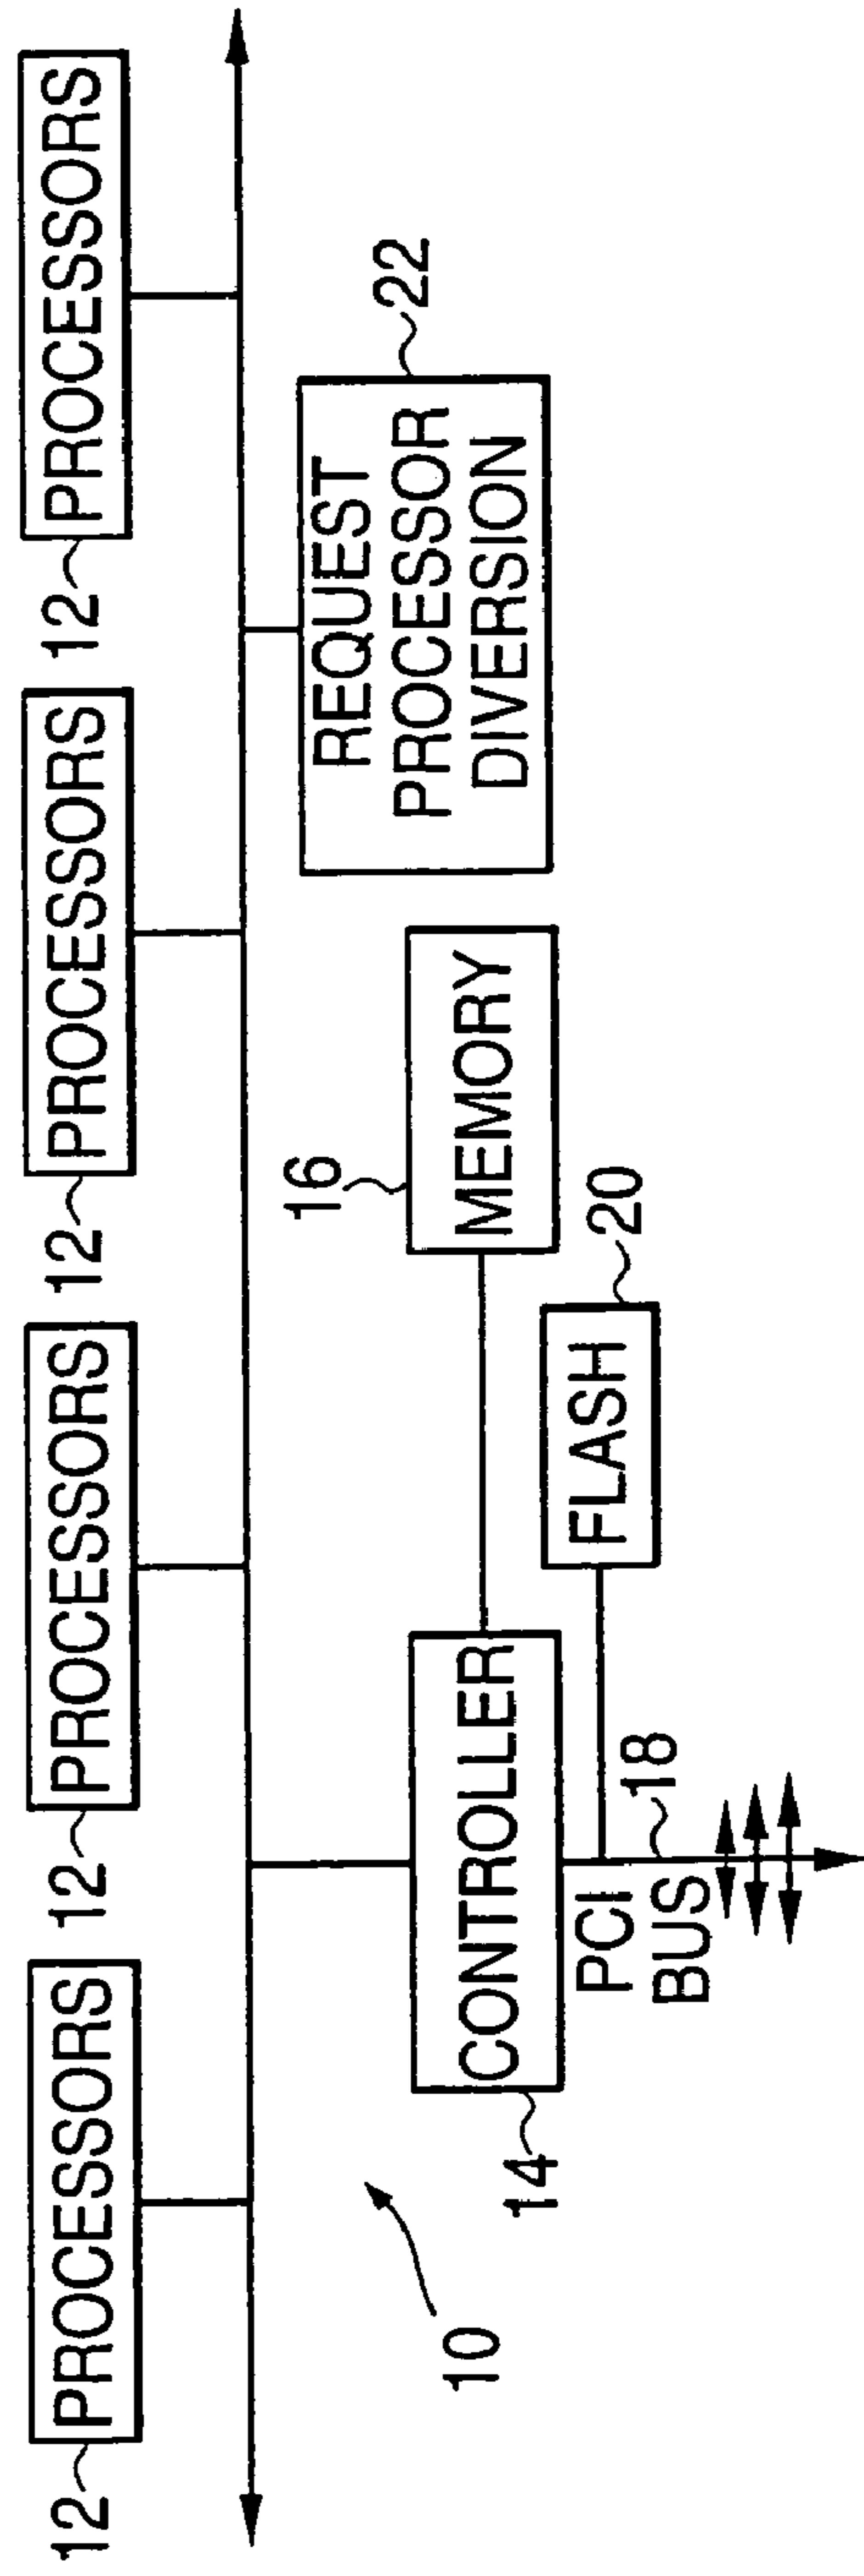 12
PROCESSORS
12
PROCESSORS
12
PROCESSORS
12
PROCESSORS
10
14
CONTROLLER
16
MEMORY
REQUEST
PROCESSOR
DIVERSION
22
PCI
BUS
18
FLASH
20